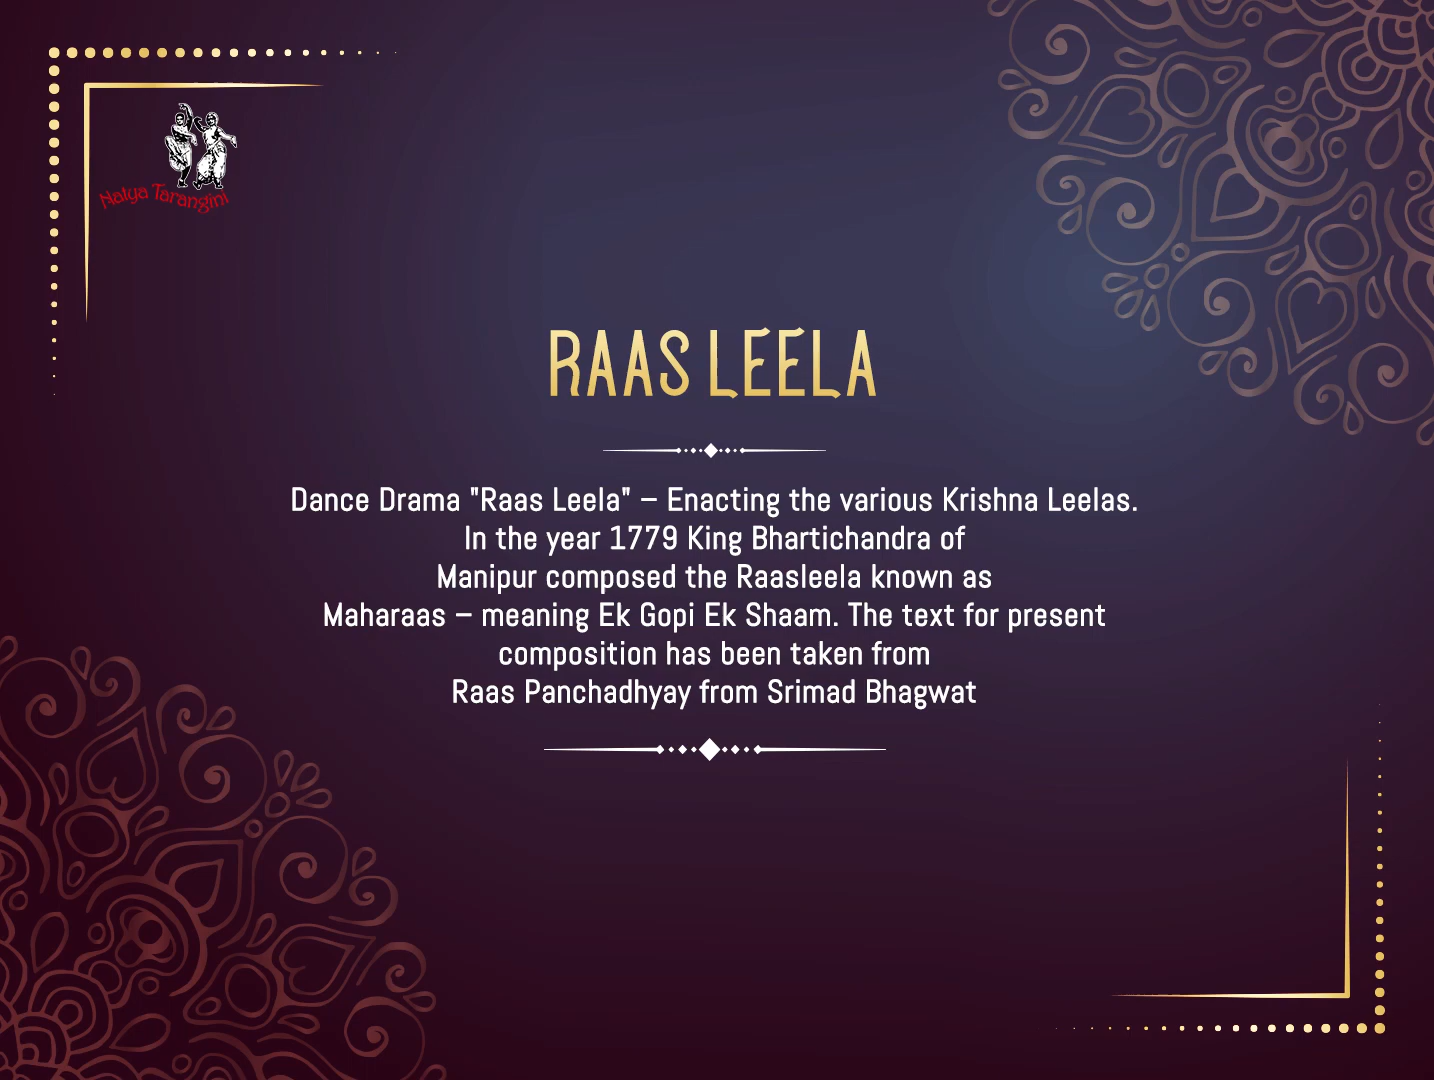 Natya Tarangini
RAAS LEELA
Dance Drama "Raas Leela" – Enacting the various Krishna Leelas.
In the year 1779 King Bhartichandra of
Manipur composed the Raasleela known as
Maharaas – meaning Ek Gopi Ek Shaam. The text for present
composition has been taken from
Raas Panchadhyay from Srimad Bhagwat